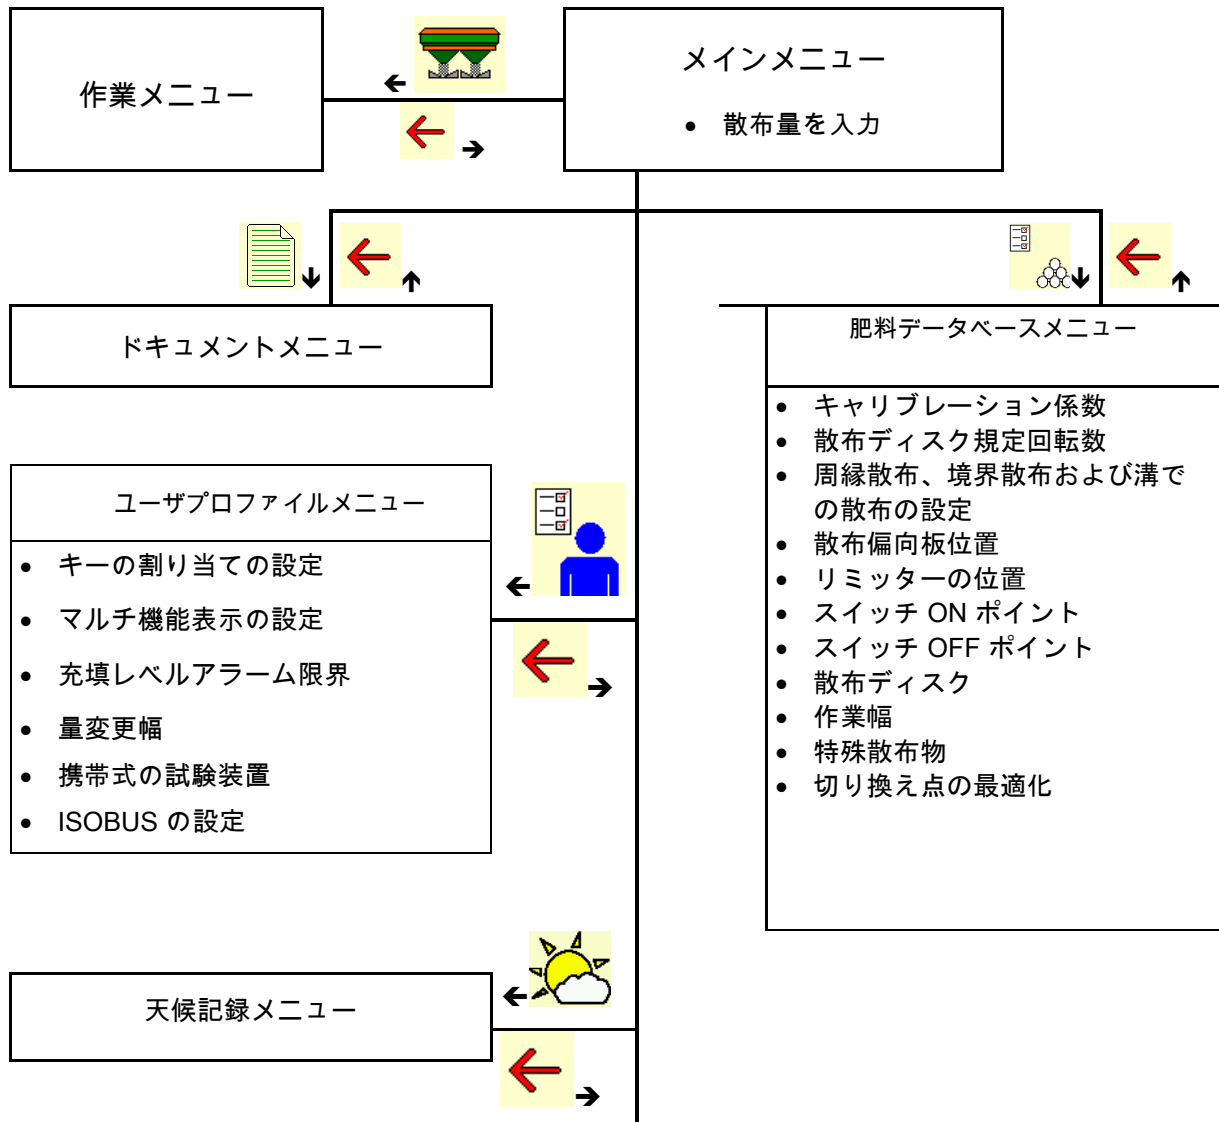 作業メニュー
メインメニュー
• 散布量を入力
ドキュメントメニュー
肥料データベースメニュー
• キャリブレーション係数
• 散布ディスク規定回転数
• 周縁散布、境界散布および溝で
の散布の設定
• 散布偏向板位置
• リミッターの位置
• スイッチ ON ポイント
• スイッチ OFF ポイント
• 散布ディスク
• 作業幅
• 特殊散布物
• 切り換え点の最適化
ユーザプロファイルメニュー
• キーの割り当ての設定
• マルチ機能表示の設定
• 充填レベルアラーム限界
• 量変更幅
• 携帯式の試験装置
• ISOBUS の設定
天候記録メニュー